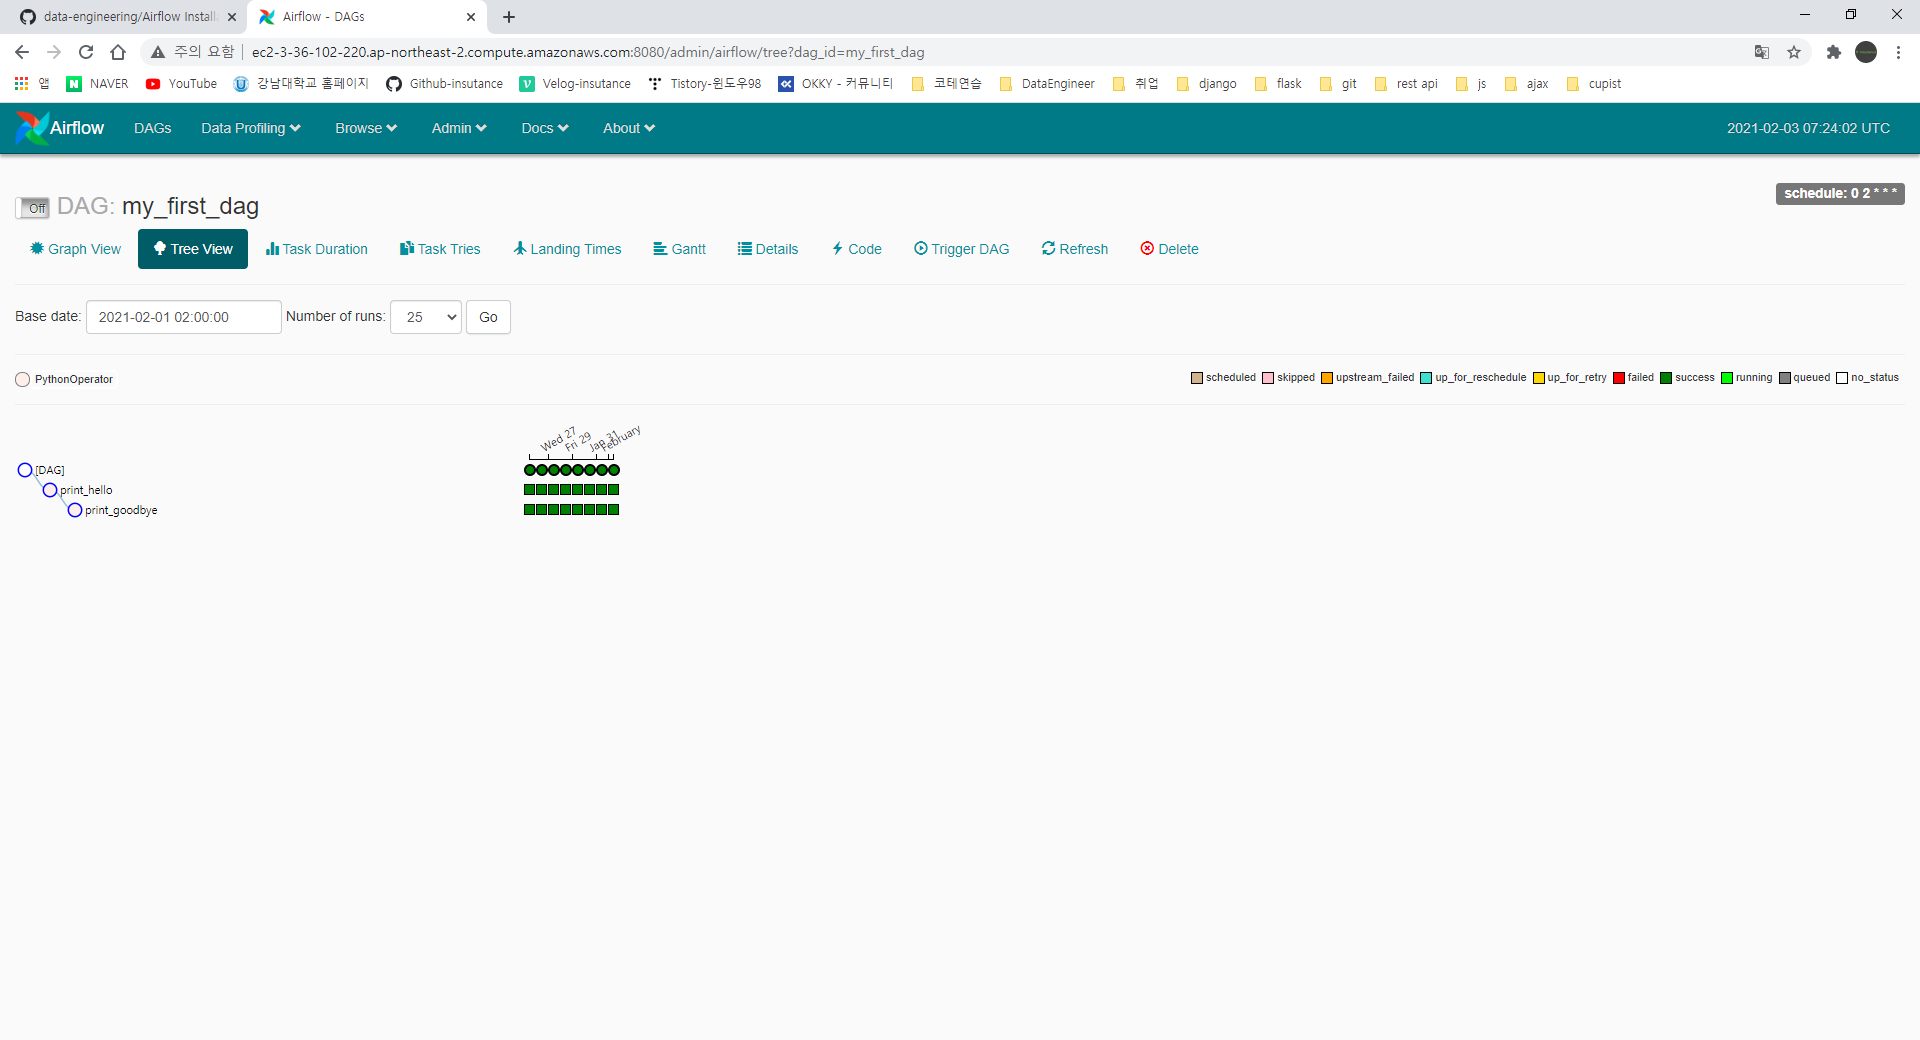 data-engineering/Airflow Install
Airflow - DAGs
주의 요함 ec2-3-36-102-220.ap-northeast-2.compute.amazonaws.com:8080/admin/airflow/tree?dag_id=my_first_dag
앱 NAVER YouTube 강남대학교 홈페이지 Github-insutance Velog-insutance Tistory-윈도우98 OKKY - 커뮤니티 코테연습 DataEngineer 취업 django flask git rest api js ajax cupist
Airflow DAGs Data Profiling Browse Admin Docs About 2021-02-03 07:24:02 UTC
schedule: 0 2 * * *
Off DAG: my_first_dag
Graph View Tree View Task Duration Task Tries Landing Times Gantt Details Code Trigger DAG Refresh Delete
Base date: 2021-02-01 02:00:00 Number of runs: 25 Go
PythonOperator scheduled skipped upstream_failed up_for_reschedule up_for_retry failed success running queued no_status
Wed 27 Fri 29 Jan 31 February
[DAG]
print_hello
print_goodbye